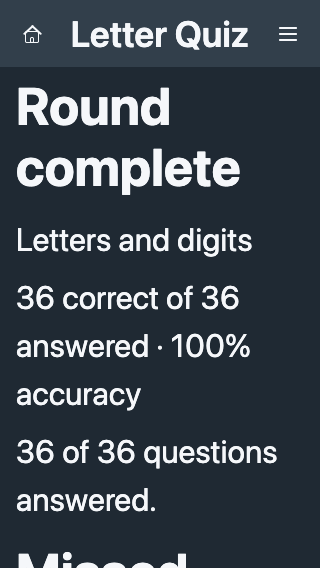 Letter Quiz
Round
complete
Letters and digits
36 correct of 36
answered · 100%
accuracy
36 of 36 questions
answered.
Missed